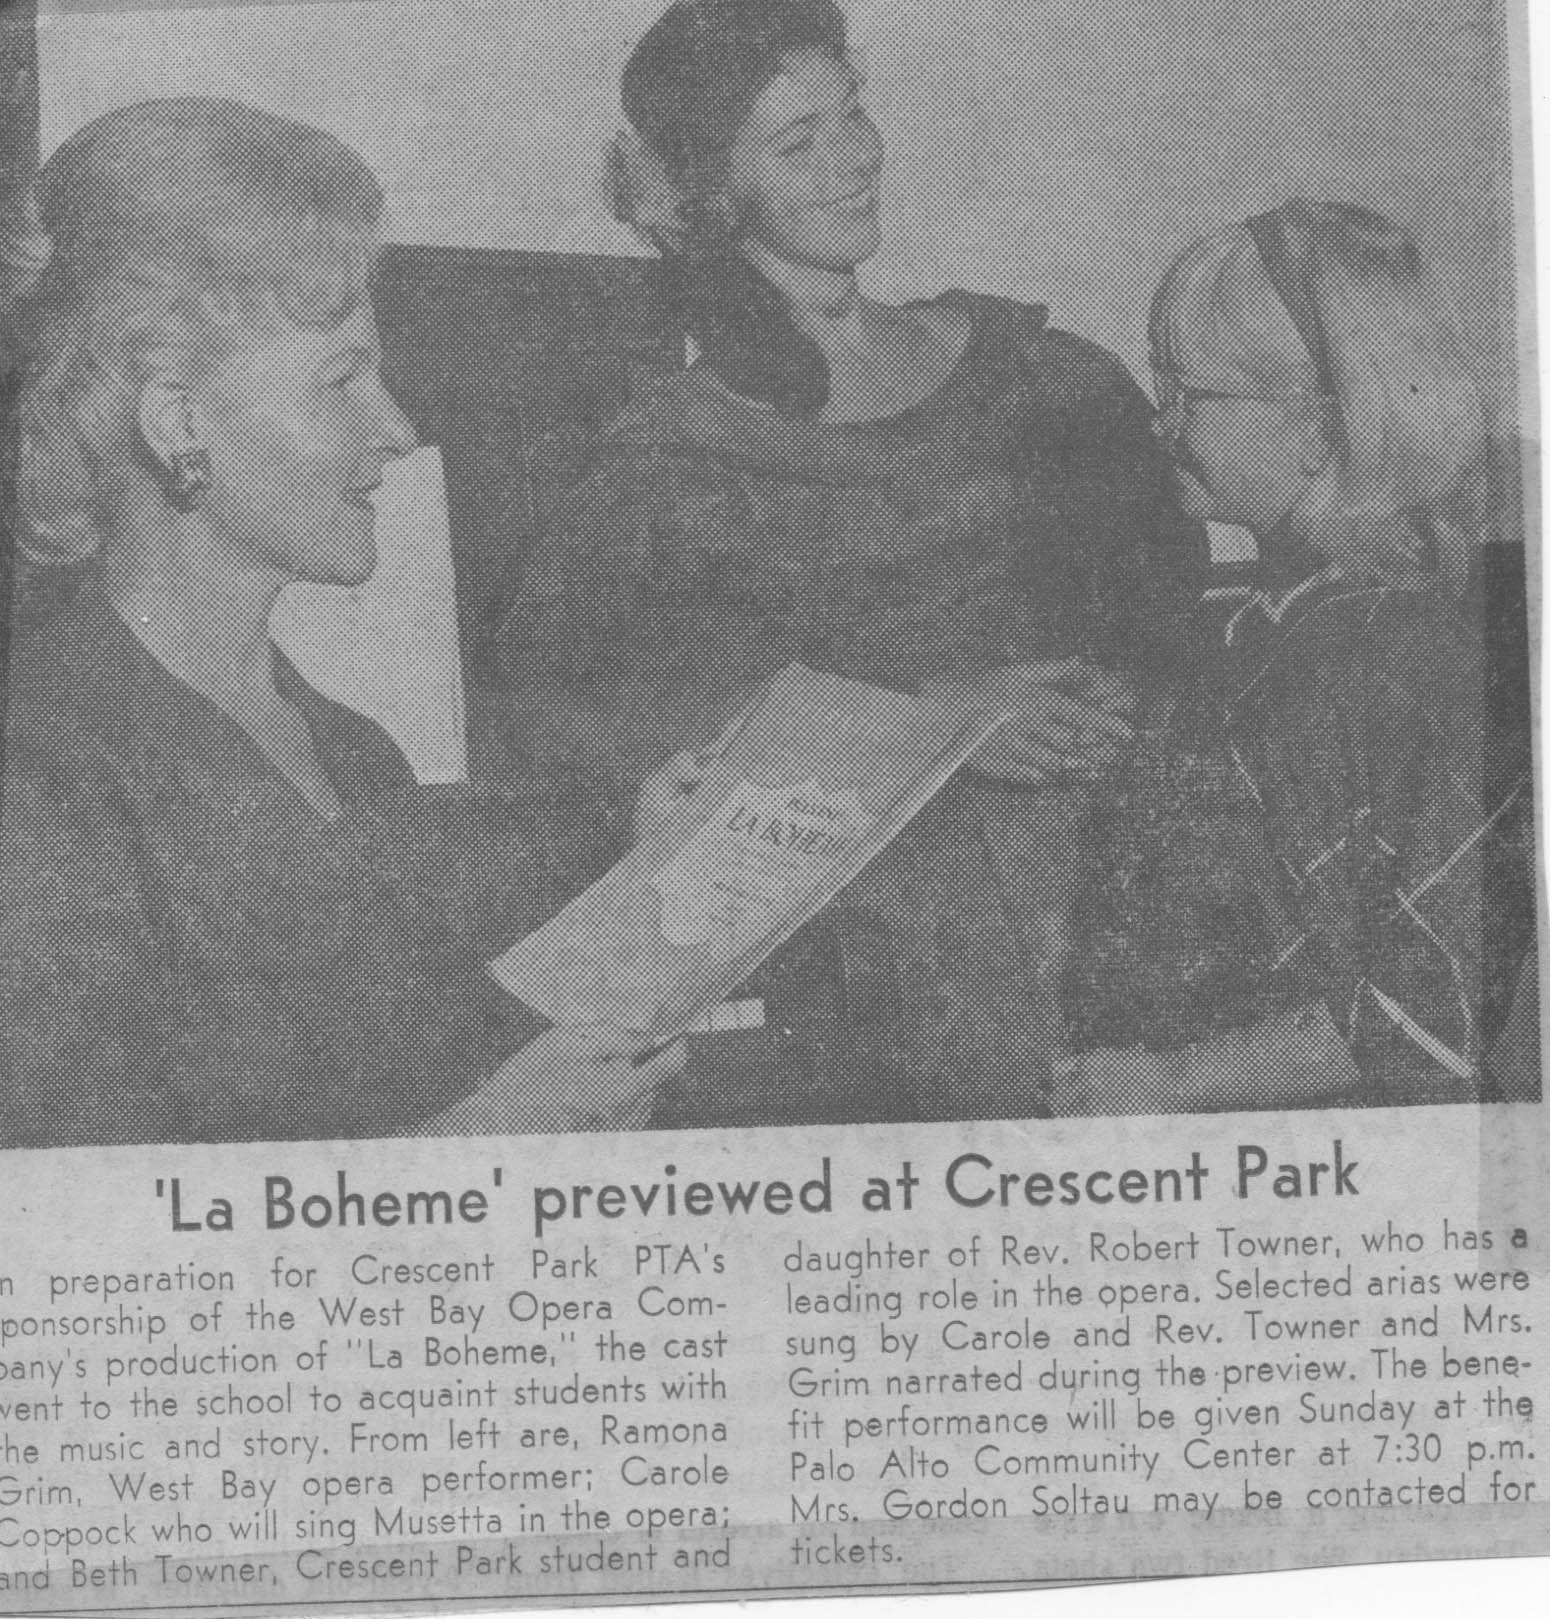 LA BOHEME
'La Boheme' previewed at Crescent Park
n preparation for Crescent Park PTA's
ponsorship of the West Bay Opera Com-
pany's production of "La Boheme," the cast
went to the school to acquaint students with
the music and story. From left are, Ramona
Grim, West Bay opera performer; Carole
Coppock who will sing Musetta in the opera;
and Beth Towner, Crescent Park student and
daughter of Rev. Robert Towner, who has a
leading role in the opera. Selected arias were
sung by Carole and Rev. Towner and Mrs.
Grim narrated during the preview. The bene-
fit performance will be given Sunday at the
Palo Alto Community Center at 7:30 p.m.
Mrs. Gordon Soltau may be contacted for
tickets.